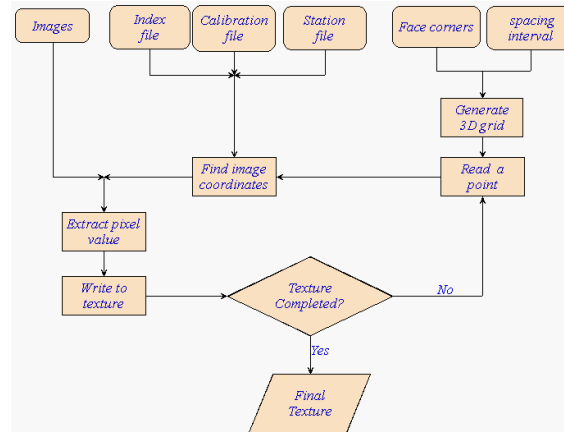 Images
Index
file
Calibration
file
Station
file
Face corners
spacing
interval
Generate
3D grid
Find image
coordinates
Read a
point
Extract pixel
value
Write to
texture
Texture
Completed?
No
Yes
Final
Texture